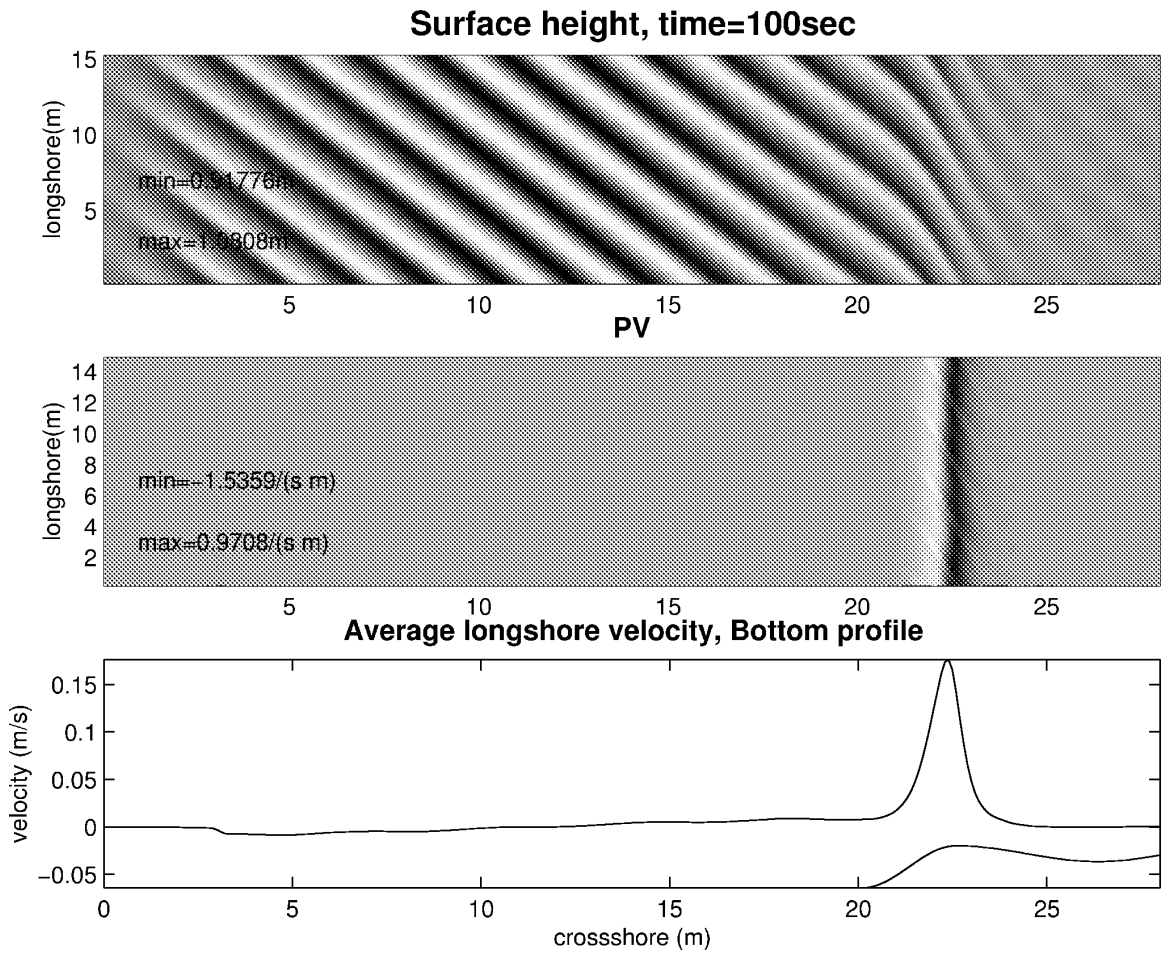 Surface height, time=100sec
15
10
5
longshore(m)
min=0.91776m
max=1.0808m
5 10 15 20 25
PV
14
12
10
8
6
4
2
longshore(m)
min=−1.5359/(s m)
max=0.9708/(s m)
5 10 15 20 25
Average longshore velocity, Bottom profile
0.15
0.1
0.05
0
−0.05
velocity (m/s)
0 5 10 15 20 25
crossshore (m)